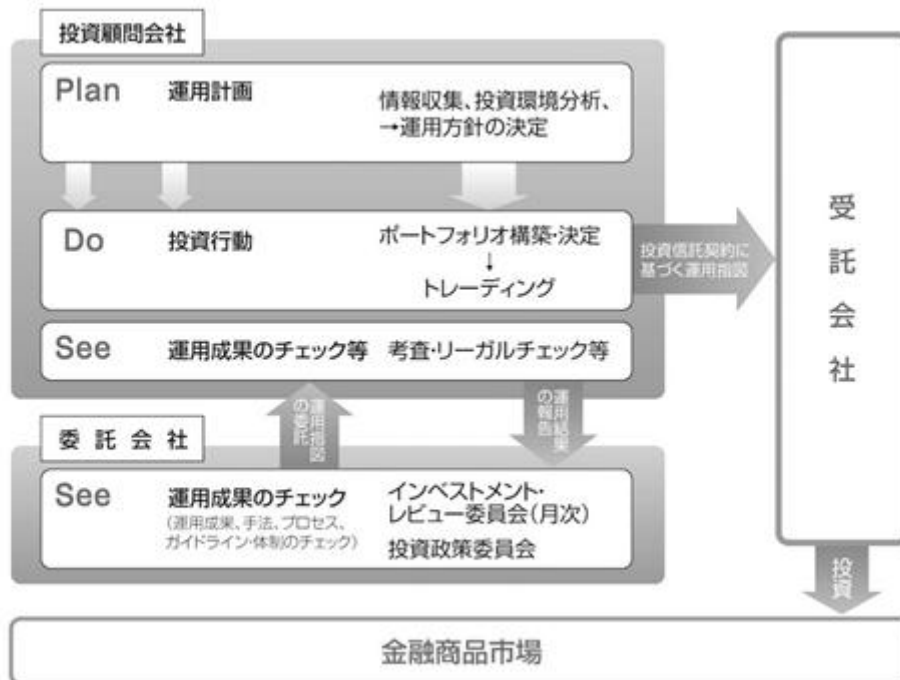 投資顧問会社
Plan 運用計画
情報収集、投資環境分析、
→運用方針の決定
Do 投資行動
ポートフォリオ構築・決定
↓
トレーディング
投資信託契約に
基づく運用指図
受託会社
See 運用成果のチェック等 考査・リーガルチェック等
運用指図
の委託
運用結果
の報告
委託会社
See 運用成果のチェック
(運用成果、手法、プロセス、
ガイドライン・体制のチェック)
インベストメント・
レビュー委員会(月次)
投資政策委員会
投資
金融商品市場